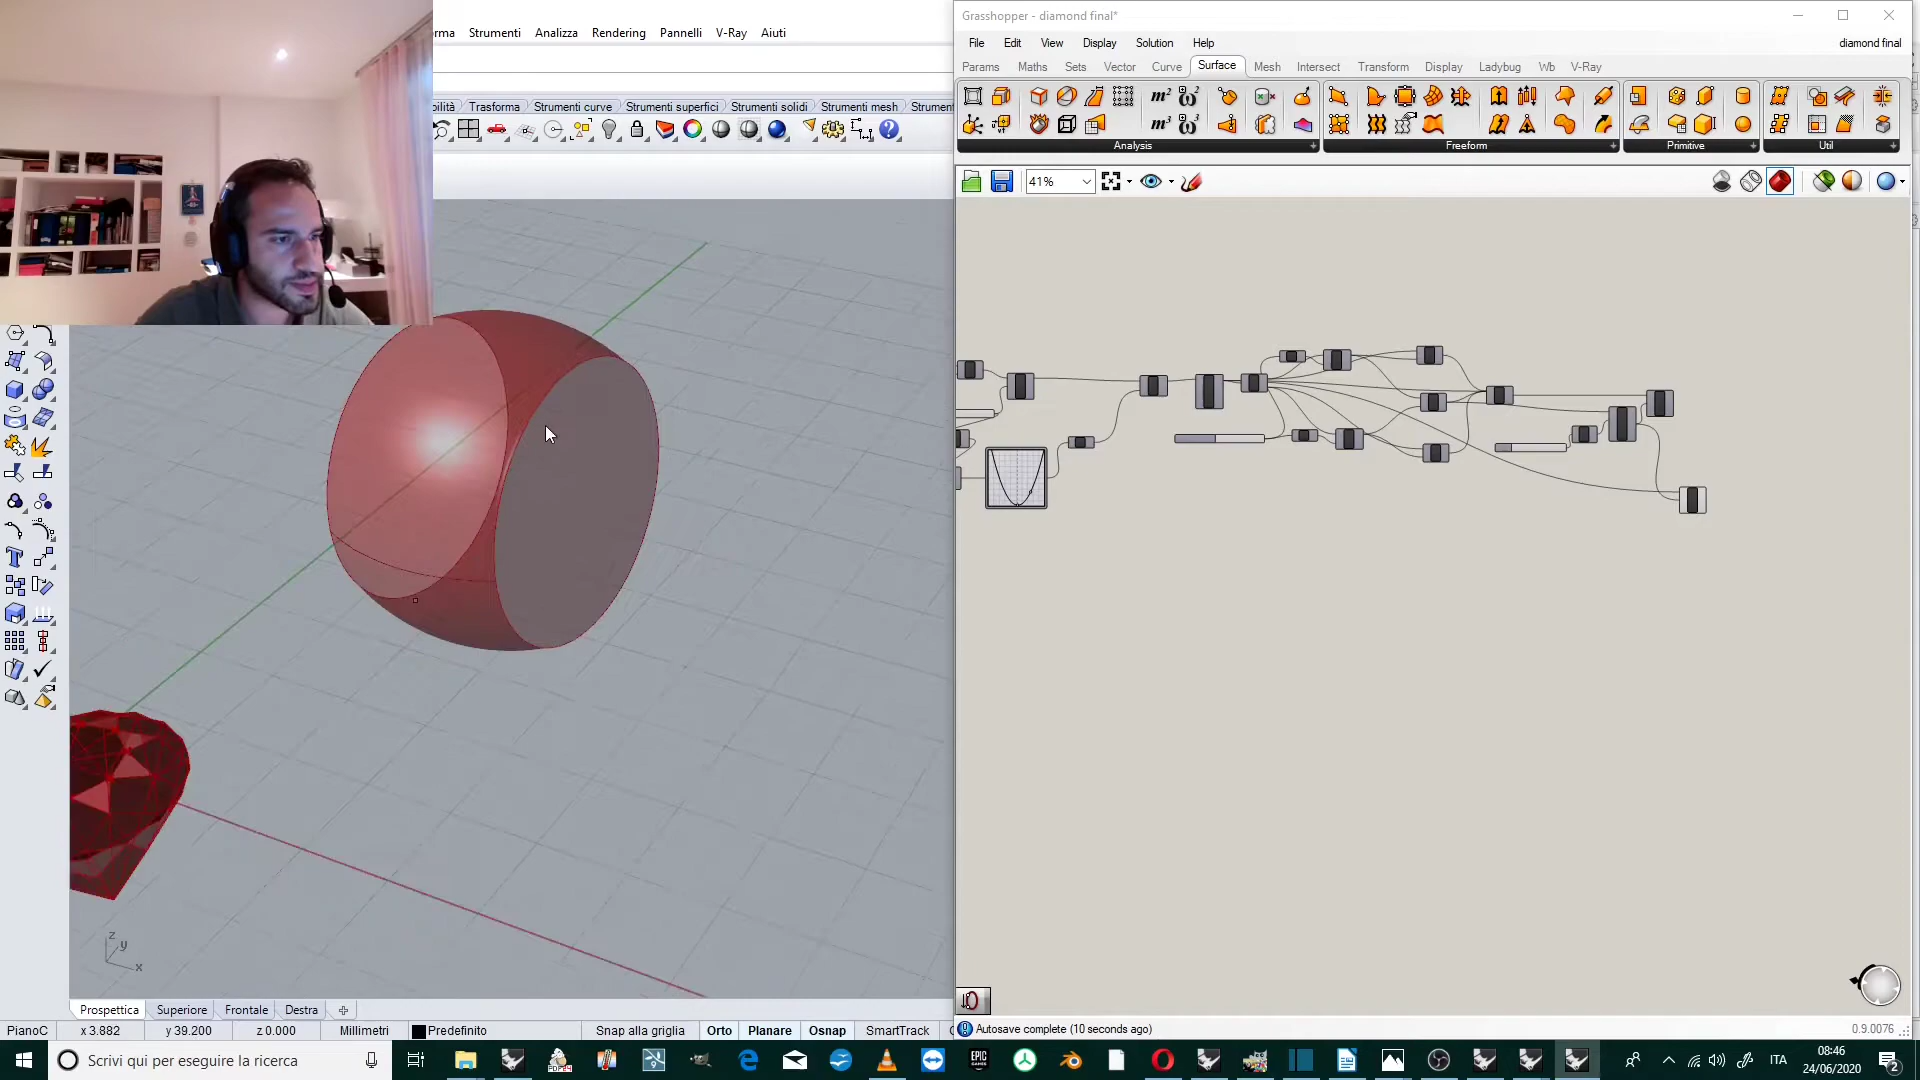 rma Strumenti Analizza Rendering Pannelli V-Ray Aiuti
bilità Trasforma Strumenti curve Strumenti superfici Strumenti solidi Strumenti mesh Strument
Grasshopper - diamond final*
File Edit View Display Solution Help
diamond final
Params Maths Sets Vector Curve Surface Mesh Intersect Transform Display Ladybug Wb V-Ray
Analysis Freeform Primitive Util
41%
z
y
x
Prospettica Superiore Frontale Destra
PianoC x 3.882 y 39.200 z 0.000 Millimetri Predefinito Snap alla griglia Orto Planare Osnap SmartTrack
Autosave complete (10 seconds ago)
0.9.0076
Scrivi qui per eseguire la ricerca
EPIC GAMES
ITA
08:46
24/06/2020
2